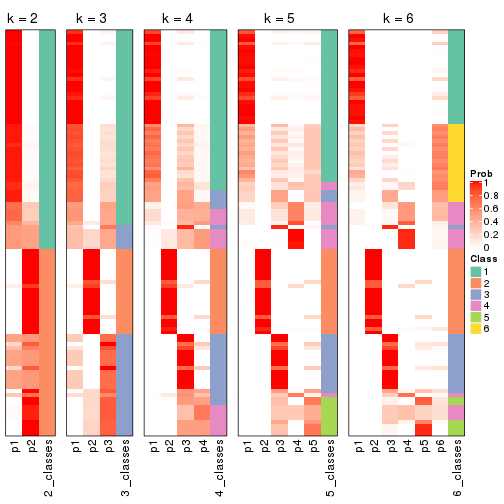 k = 2
k = 3
k = 4
k = 5
k = 6
Prob
1
0.8
0.6
0.4
0.2
0
Class
1
2
3
4
5
6
p1
p2
2_classes
p1
p2
p3
3_classes
p1
p2
p3
p4
4_classes
p1
p2
p3
p4
p5
5_classes
p1
p2
p3
p4
p5
p6
6_classes